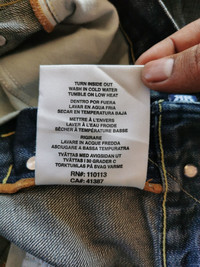 TURN INSIDE OUT
WASH IN COLD WATER
TUMBLE ON LOW HEAT
DENTRO POR FUERA
LAVAR EN AGUA FRIA
SECAR EN TEMPERATURA BAJA
METTRE À L'ENVERS
LAVER À L'EAU FROIDE
SÉCHER À TEMPÉRATURE BASSE
RIGIRARE
LAVARE IN ACQUE FREDDA
ASCIUGARE A BASSA TEMPERATURA
TVÄTTAS MED AVIGSIDAN UT
TVÄTTAS I 30 GRADER C
TORKTUMLAS PÅ SVAG VÄRME
RN#: 110113
CA#: 41387